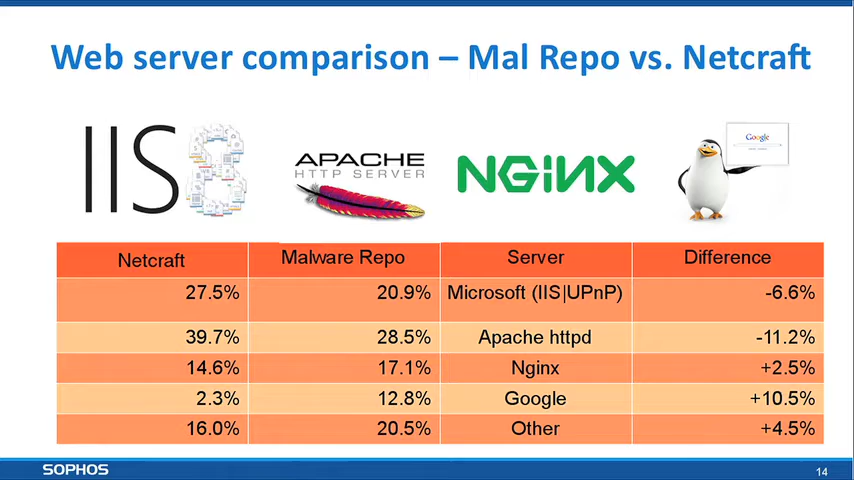 Web server comparison – Mal Repo vs. Netcraft
IIS8
APACHE
HTTP SERVER
NGiNX
Google
Netcraft Malware Repo Server Difference
27.5% 20.9% Microsoft (IIS|UPnP) -6.6%
39.7% 28.5% Apache httpd -11.2%
14.6% 17.1% Nginx +2.5%
2.3% 12.8% Google +10.5%
16.0% 20.5% Other +4.5%
SOPHOS
14